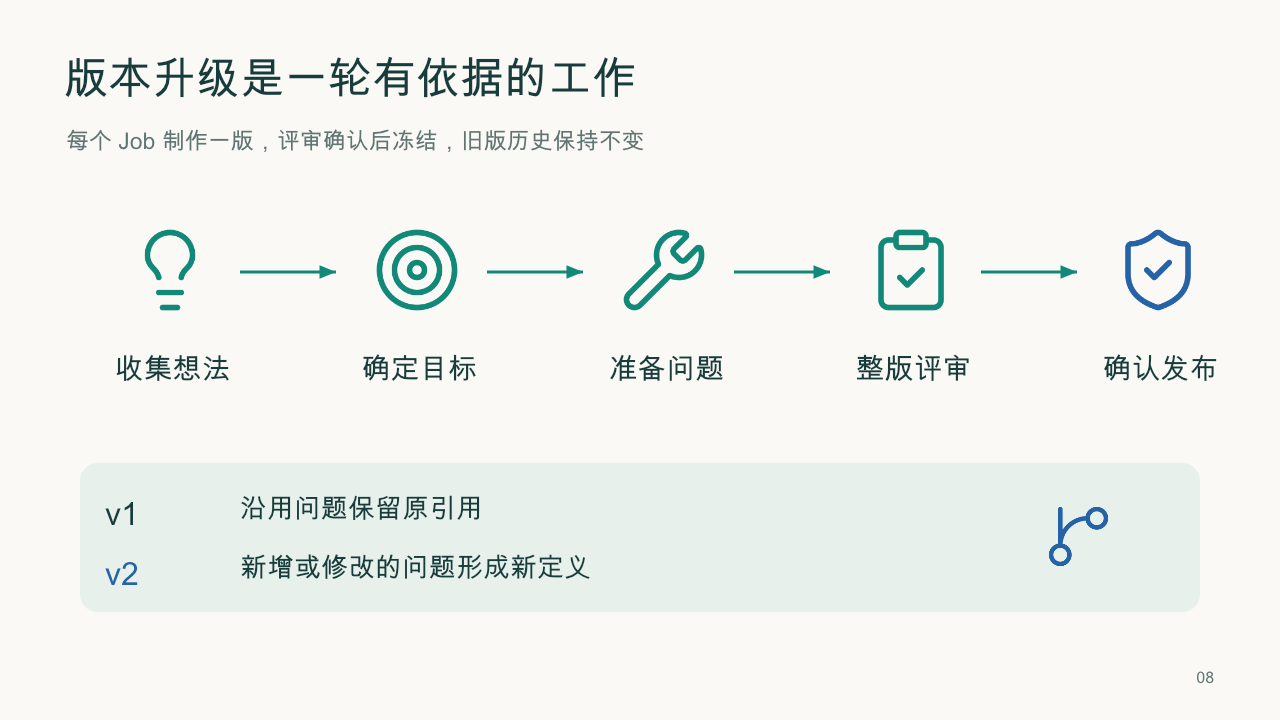 版本升级是一轮有依据的工作
每个 Job 制作一版，评审确认后冻结，旧版历史保持不变
收集想法
确定目标
准备问题
整版评审
确认发布
v1 沿用问题保留原引用
v2 新增或修改的问题形成新定义
08